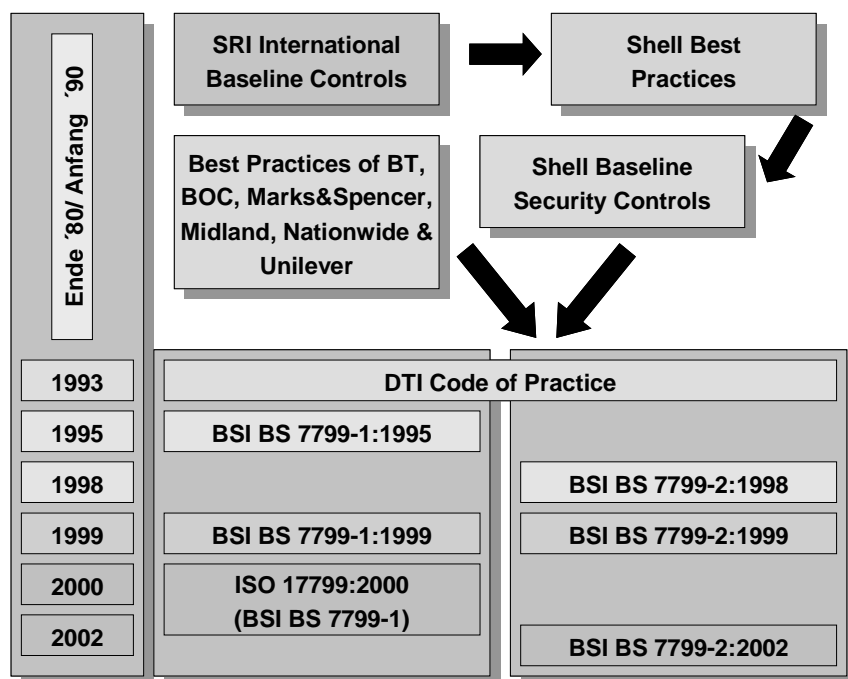 Ende ´80/ Anfang ´90
SRI International
Baseline Controls
Shell Best
Practices
Best Practices of BT,
BOC, Marks&Spencer,
Midland, Nationwide &
Unilever
Shell Baseline
Security Controls
1993
DTI Code of Practice
1995
BSI BS 7799-1:1995
1998
BSI BS 7799-2:1998
1999
BSI BS 7799-1:1999
BSI BS 7799-2:1999
2000
ISO 17799:2000
(BSI BS 7799-1)
2002
BSI BS 7799-2:2002